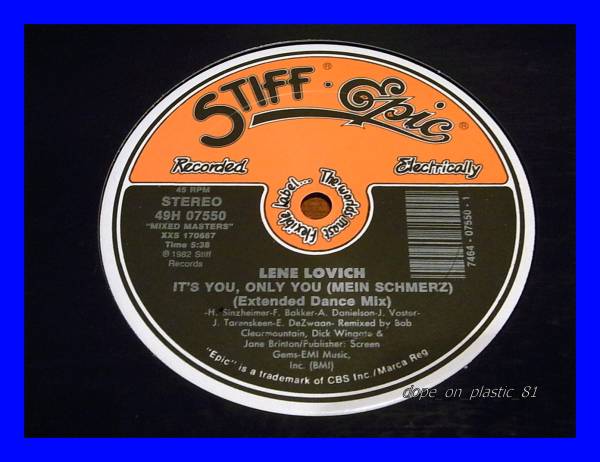 STIFF · Epic
Recorded Electrically
The worlds most
flexible label...
45 RPM
STEREO
49H 07550
"MIXED MASTERS"
XXS 170687
Time 5:38
℗ 1982 Stiff
Records
7464-07550-1
LENE LOVICH
IT'S YOU, ONLY YOU (MEIN SCHMERZ)
(Extended Dance Mix)
-H. Sinzheimer-F. Bakker-A. Danielson-J. Vostor-
J. Tarenskeen-E. DeZwaan- Remixed by Bob
Clearmountain, Dick Wingate &
Jane Brinton/Publisher: Screen
Gems-EMI Music,
Inc. (BMI)
"Epic" is a trademark of CBS Inc./Marca Reg
dope_on_plastic_81